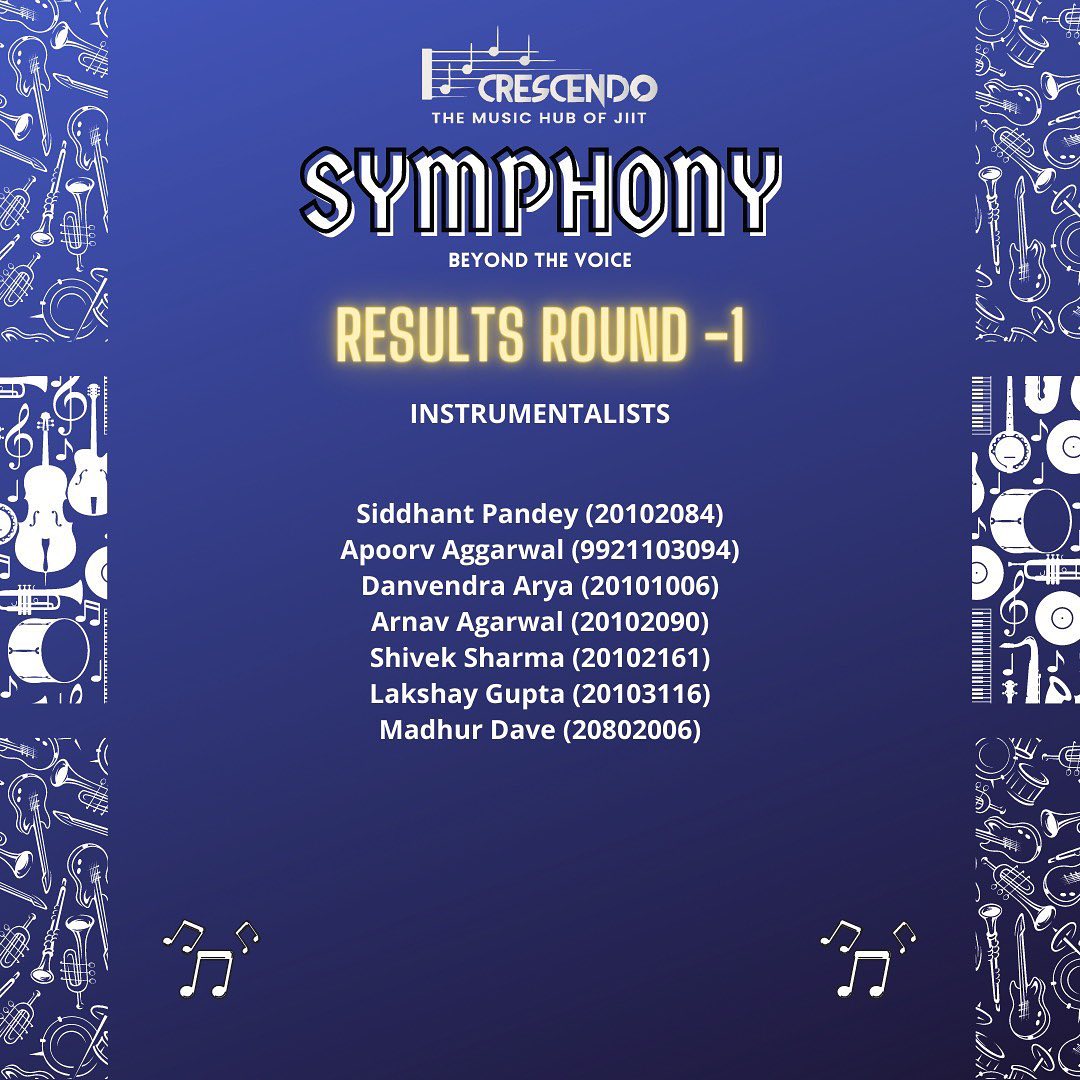 CRESCENDO
THE MUSIC HUB OF JIIT
SYMPHONY
BEYOND THE VOICE
RESULTS ROUND -1
INSTRUMENTALISTS
Siddhant Pandey (20102084)
Apoorv Aggarwal (9921103094)
Danvendra Arya (20101006)
Arnav Agarwal (20102090)
Shivek Sharma (20102161)
Lakshay Gupta (20103116)
Madhur Dave (20802006)